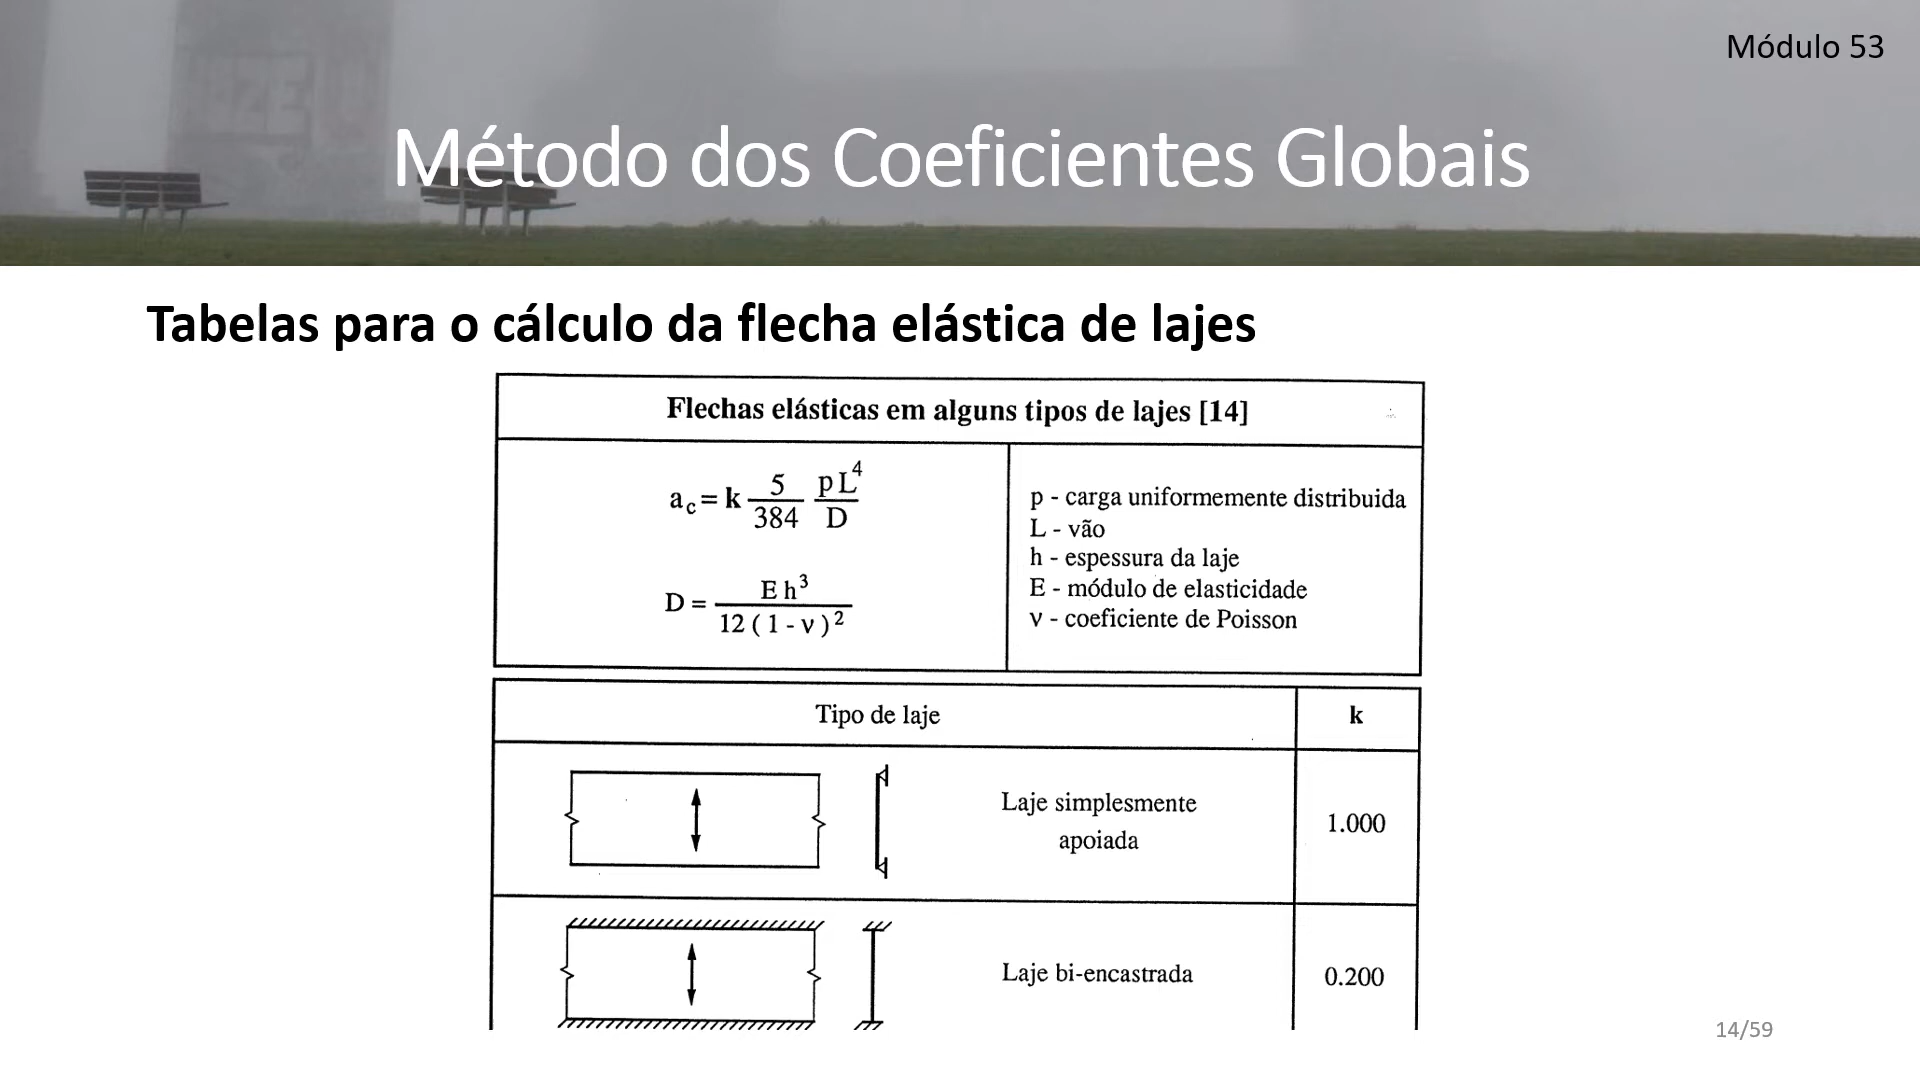 Módulo 53
Método dos Coeficientes Globais
Tabelas para o cálculo da flecha elástica de lajes
Flechas elásticas em alguns tipos de lajes [14]
a_c = k 5/384 pL^4/D
D = E h^3 / 12 ( 1 - ν )^2
p - carga uniformemente distribuida
L - vão
h - espessura da laje
E - módulo de elasticidade
ν - coeficiente de Poisson
Tipo de laje
k
Laje simplesmente
apoiada
1.000
Laje bi-encastrada
0.200
14/59